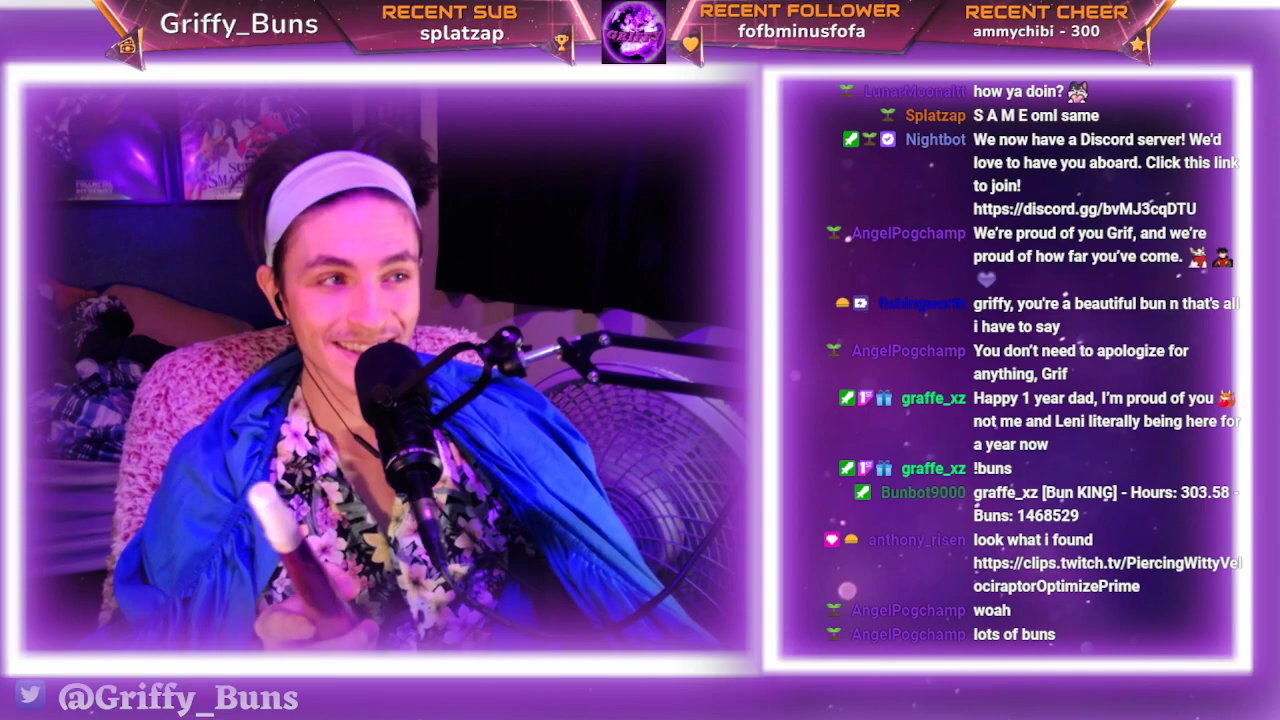 Griffy_Buns
RECENT SUB
splatzap
GRIFFS
RECENT FOLLOWER
fofbminusfofa
RECENT CHEER
ammychibi - 300
LunarMoonaltt how ya doin?
Splatzap S A M E oml same
Nightbot We now have a Discord server! We'd
love to have you aboard. Click this link
to join!
https://discord.gg/bvMJ3cqDTU
AngelPogchamp We're proud of you Grif, and we're
proud of how far you've come.
fishingworth griffy, you're a beautiful bun n that's all
i have to say
AngelPogchamp You don't need to apologize for
anything, Grif
graffe_xz Happy 1 year dad, I'm proud of you
not me and Leni literally being here for
a year now
graffe_xz !buns
Bunbot9000 graffe_xz [Bun KING] - Hours: 303.58 -
Buns: 1468529
anthony_risen look what i found
https://clips.twitch.tv/PiercingWittyVel
ociraptorOptimizePrime
AngelPogchamp woah
AngelPogchamp lots of buns
@Griffy_Buns